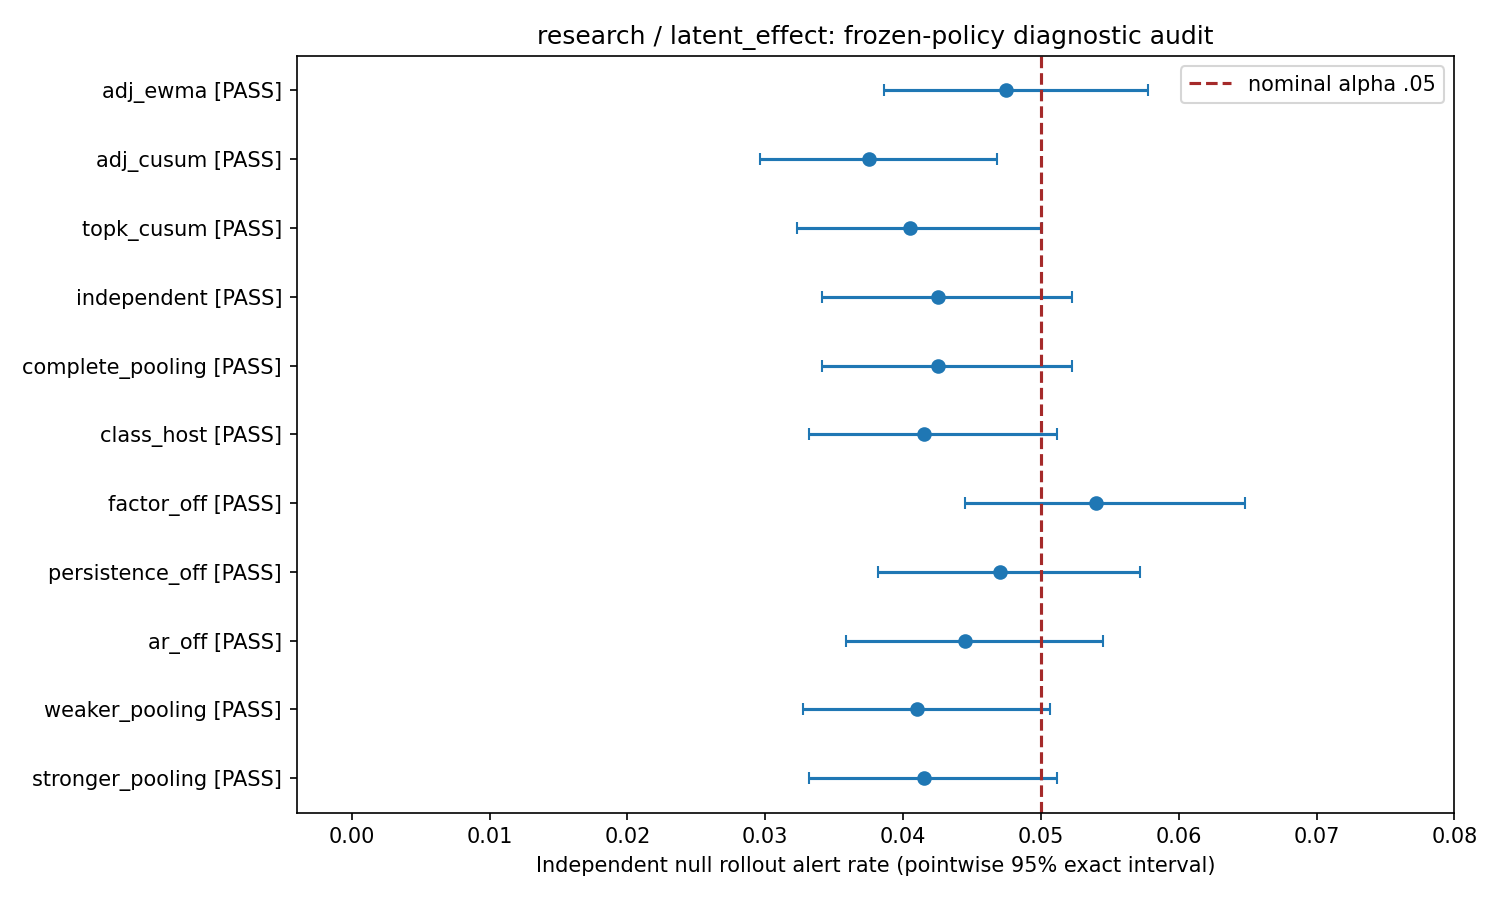 research / latent_effect: frozen-policy diagnostic audit
nominal alpha .05
adj_ewma [PASS]
adj_cusum [PASS]
topk_cusum [PASS]
independent [PASS]
complete_pooling [PASS]
class_host [PASS]
factor_off [PASS]
persistence_off [PASS]
ar_off [PASS]
weaker_pooling [PASS]
stronger_pooling [PASS]
0.00 0.01 0.02 0.03 0.04 0.05 0.06 0.07 0.08
Independent null rollout alert rate (pointwise 95% exact interval)